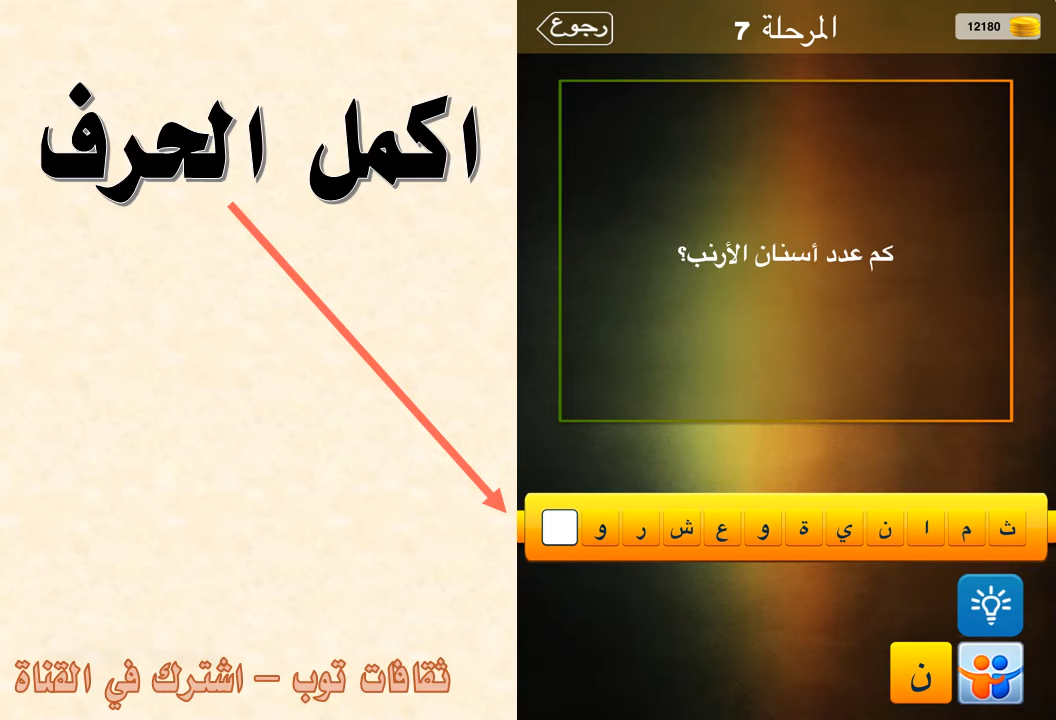 اكمل الحرف
ثقافات توب – اشترك في القناة
رجوع
المرحلة 7
12180
كم عدد أسنان الأرنب؟
ث م ا ن ي ة و ع ش ر و
ن